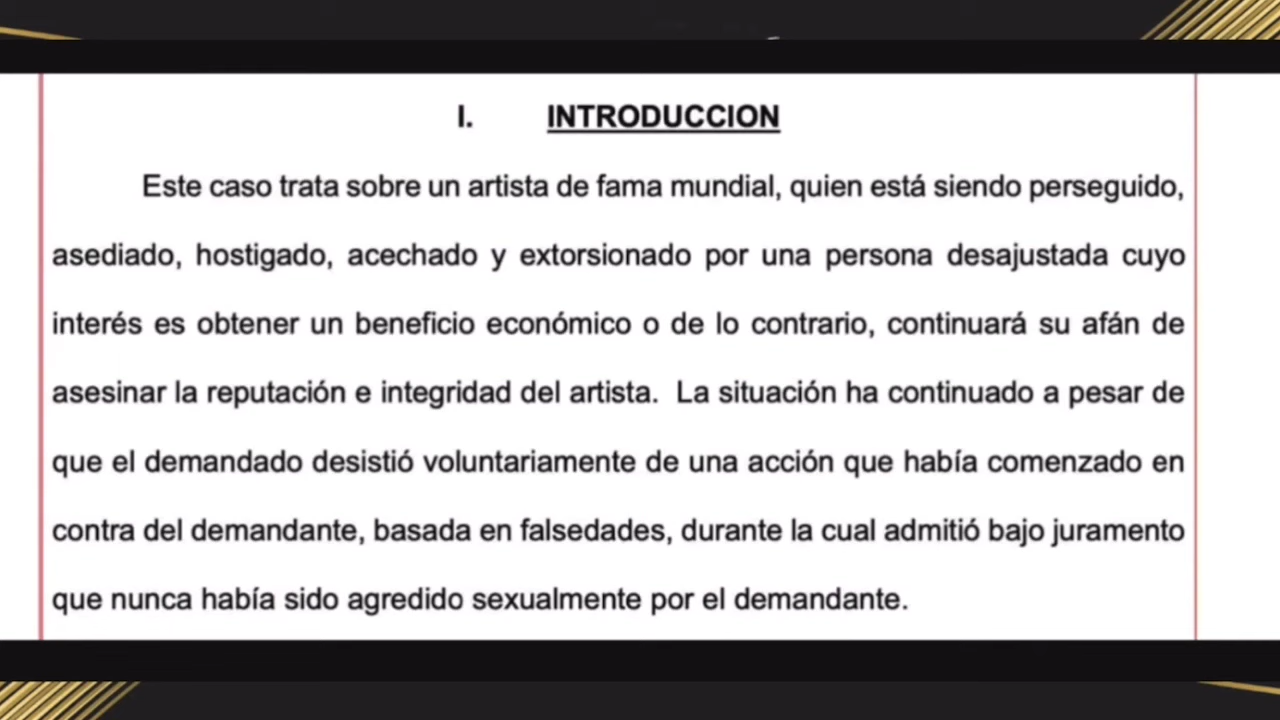 I. INTRODUCCION
Este caso trata sobre un artista de fama mundial, quien está siendo perseguido,
asediado, hostigado, acechado y extorsionado por una persona desajustada cuyo
interés es obtener un beneficio económico o de lo contrario, continuará su afán de
asesinar la reputación e integridad del artista. La situación ha continuado a pesar de
que el demandado desistió voluntariamente de una acción que había comenzado en
contra del demandante, basada en falsedades, durante la cual admitió bajo juramento
que nunca había sido agredido sexualmente por el demandante.